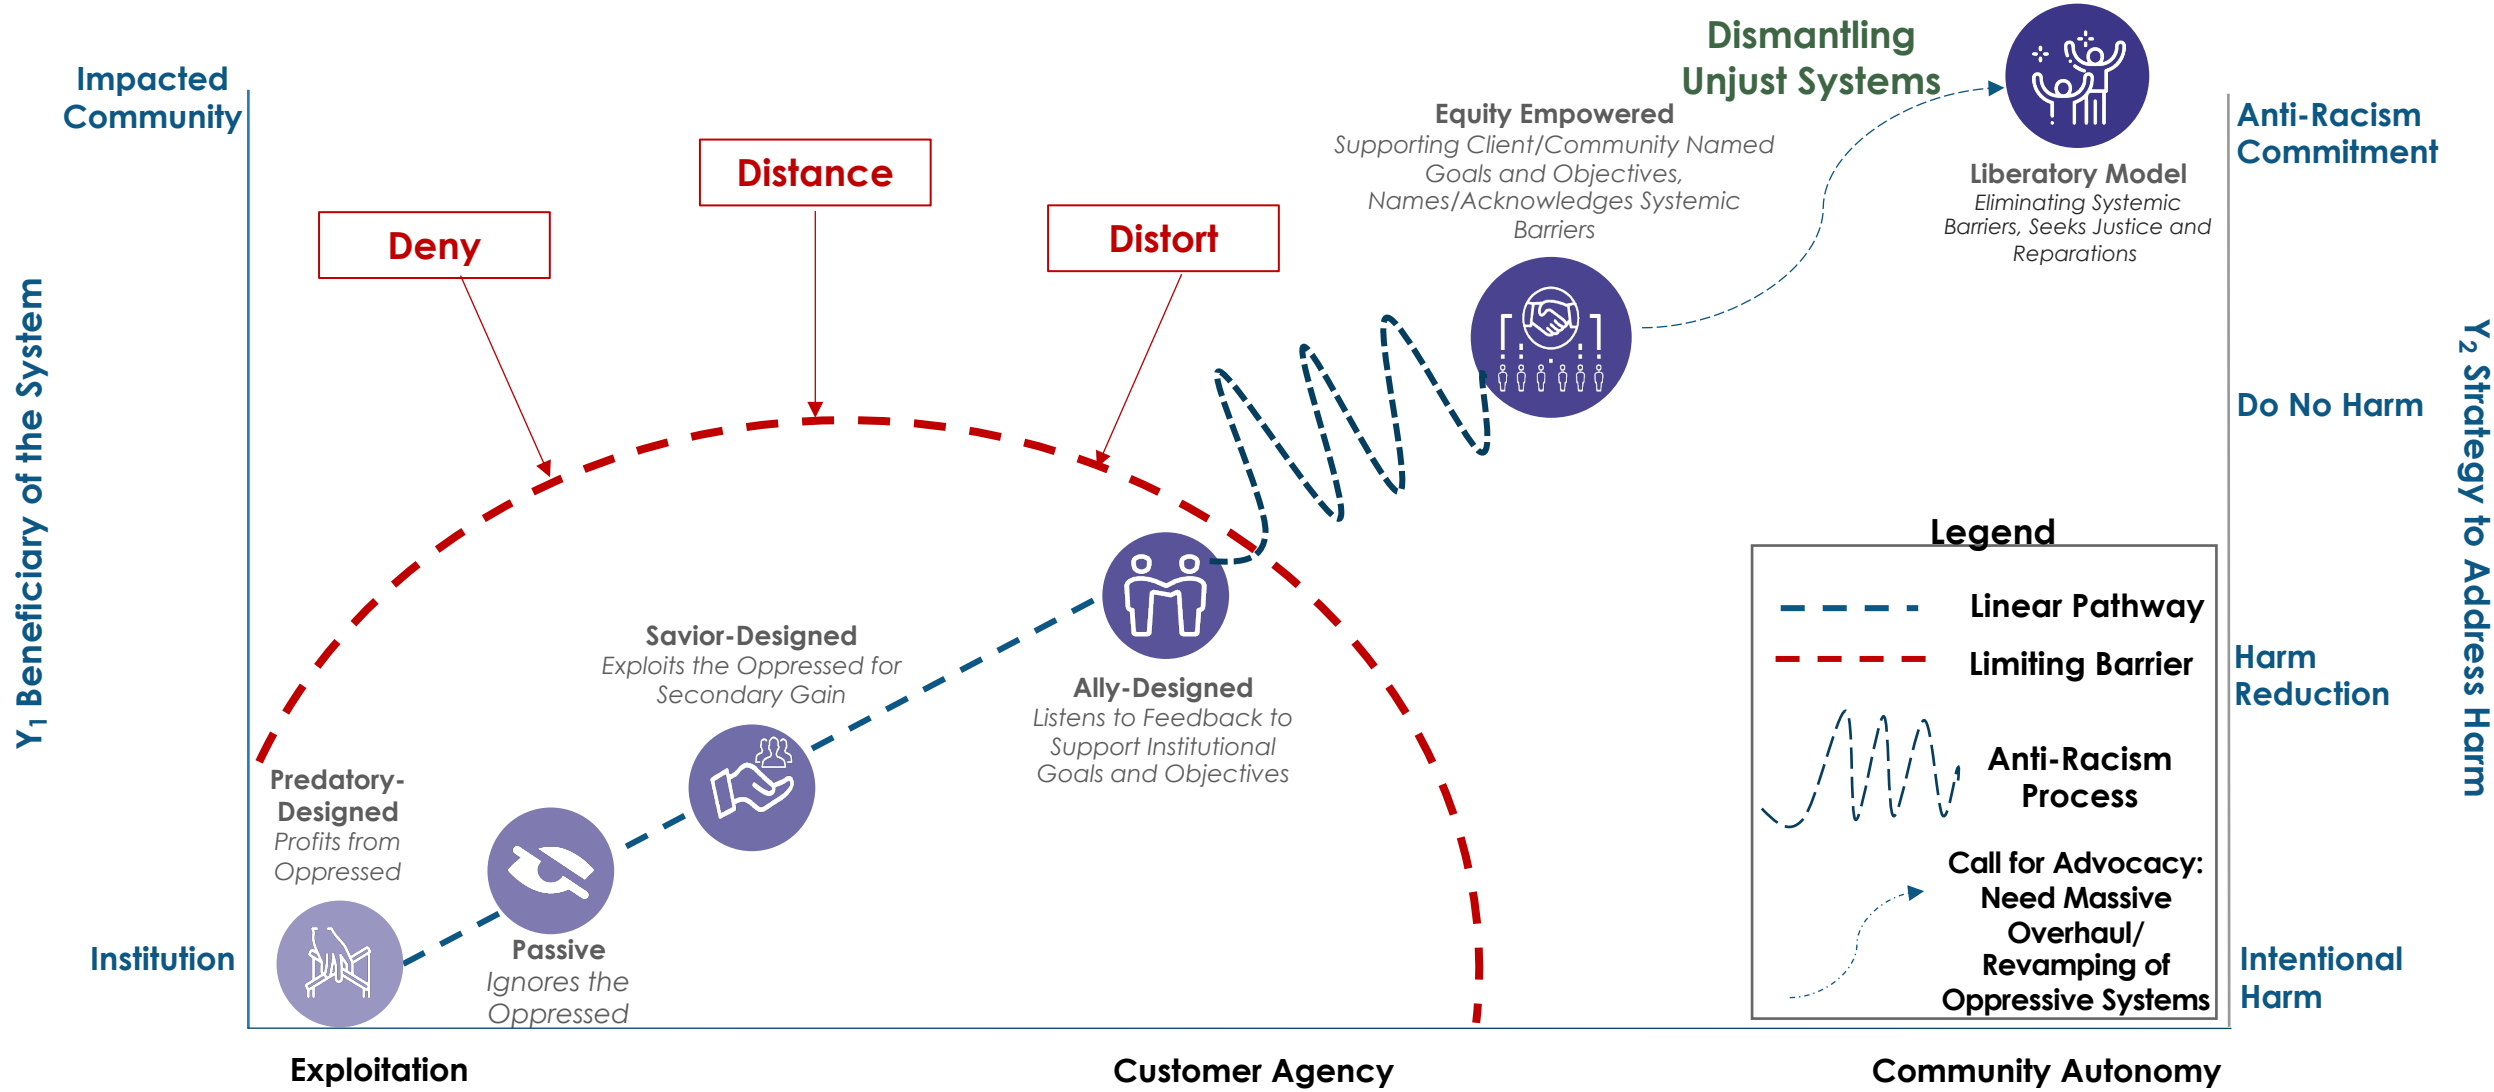 Impacted
Community
Institution
Y1 Beneficiary of the System
Deny
Distance
Distort
Predatory-
Designed
Profits from
Oppressed
Passive
Ignores the
Oppressed
Savior-Designed
Exploits the Oppressed for
Secondary Gain
Ally-Designed
Listens to Feedback to
Support Institutional
Goals and Objectives
Equity Empowered
Supporting Client/Community Named
Goals and Objectives,
Names/Acknowledges Systemic
Barriers
Dismantling
Unjust Systems
Liberatory Model
Eliminating Systemic
Barriers, Seeks Justice and
Reparations
Legend
Linear Pathway
Limiting Barrier
Anti-Racism
Process
Call for Advocacy:
Need Massive
Overhaul/
Revamping of
Oppressive Systems
Anti-Racism
Commitment
Do No Harm
Harm
Reduction
Intentional
Harm
Y2 Strategy to Address Harm
Exploitation
Customer Agency
Community Autonomy